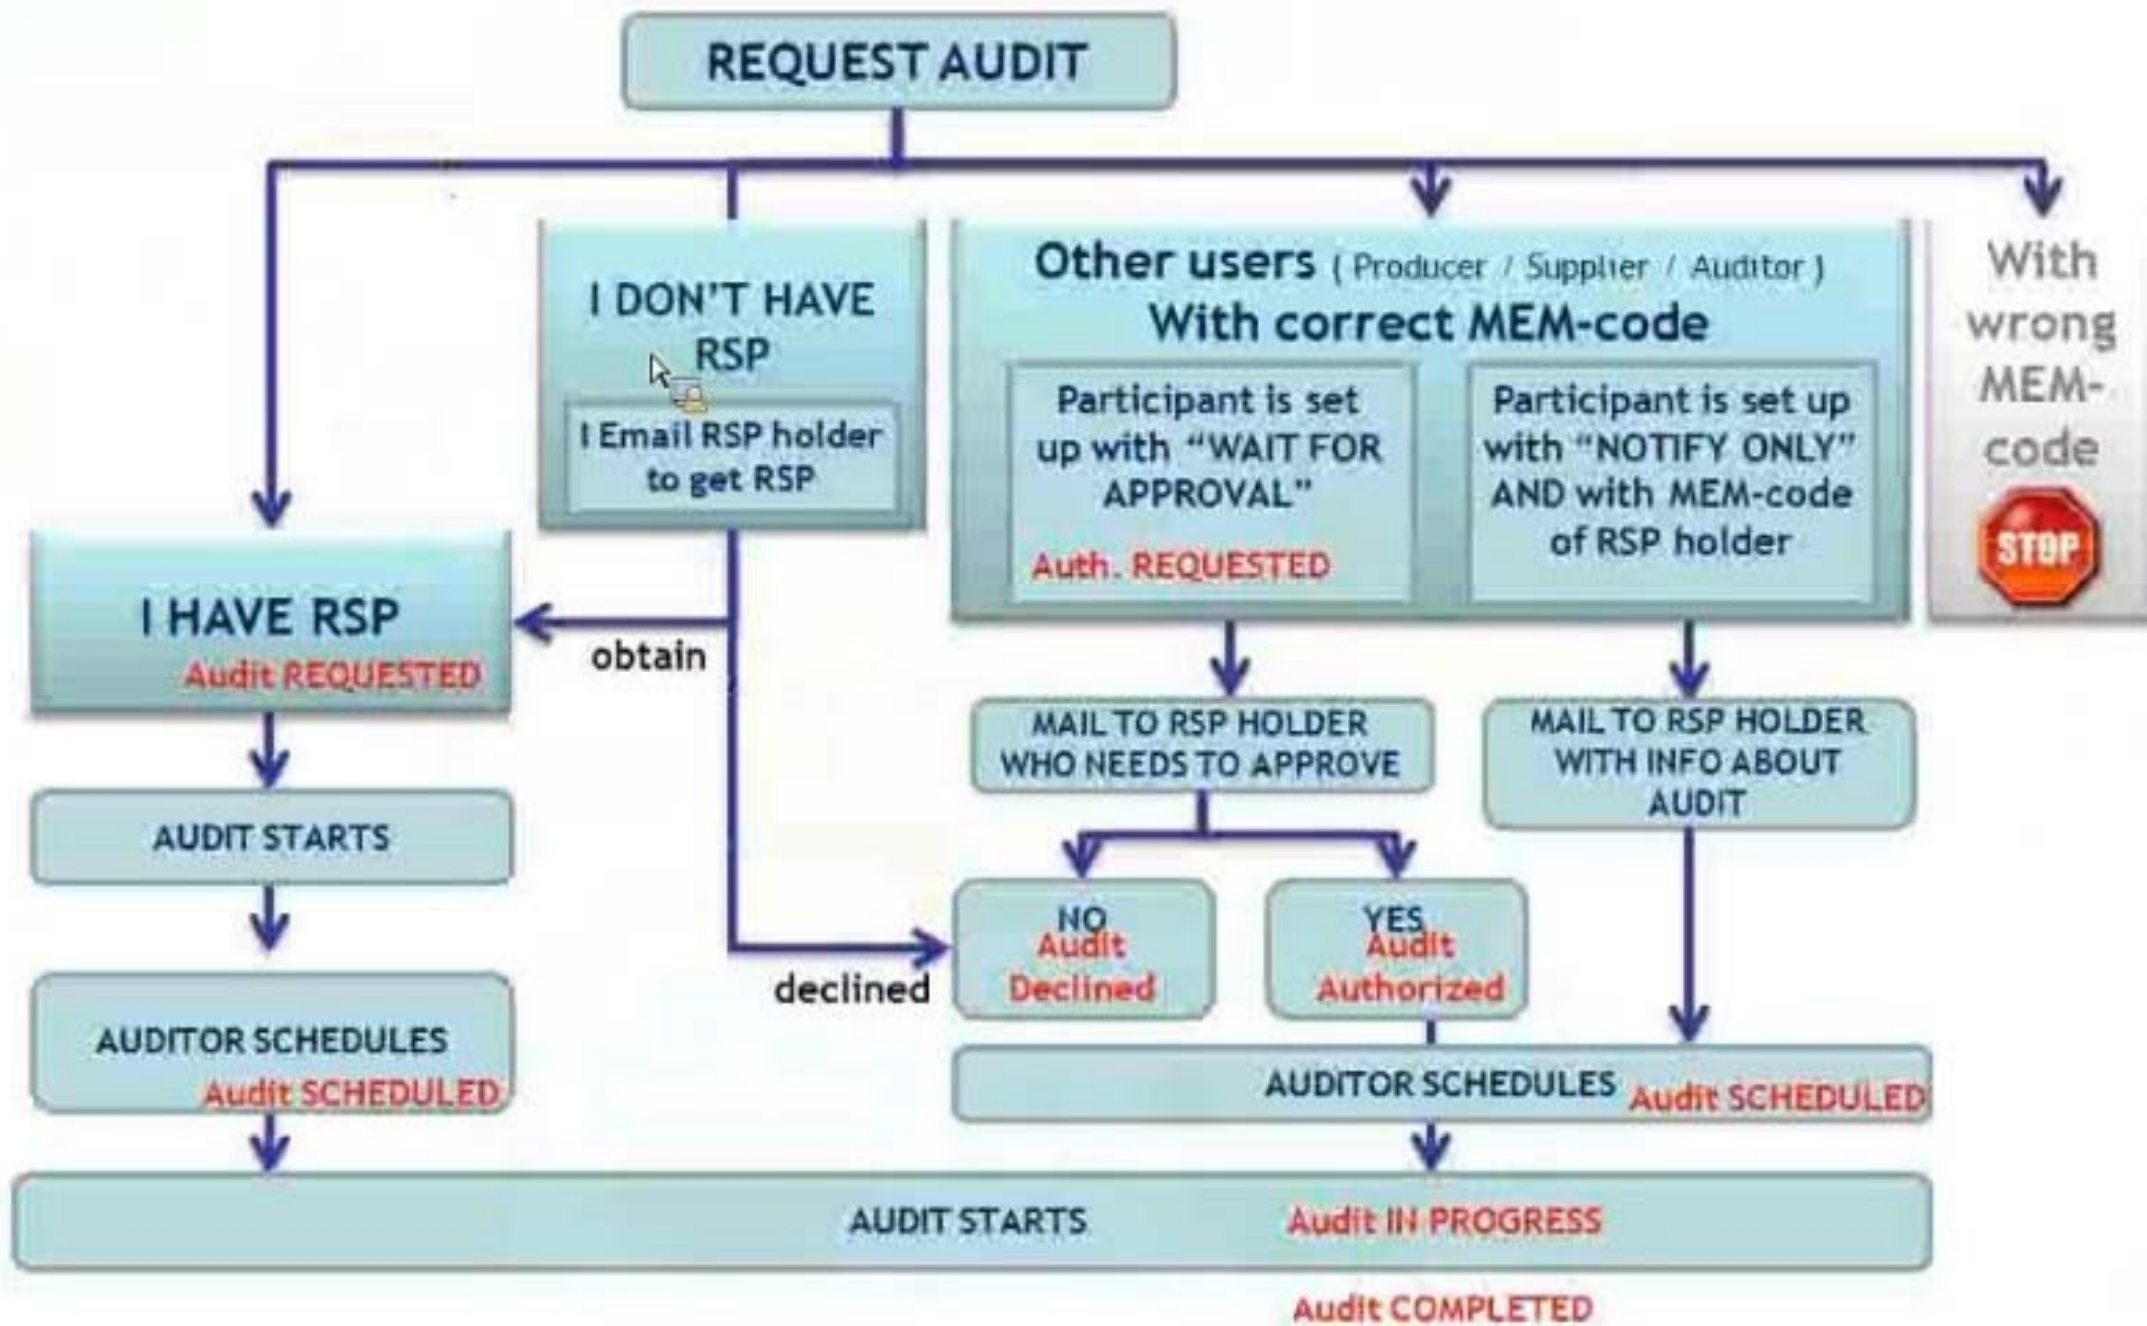 REQUEST AUDIT
I DON'T HAVE
RSP
I Email RSP holder
to get RSP
Other users ( Producer / Supplier / Auditor )
With correct MEM-code
Participant is set
up with “WAIT FOR
APPROVAL”
Auth. REQUESTED
Participant is set up
with “NOTIFY ONLY”
AND with MEM-code
of RSP holder
With
wrong
MEM-
code
STOP
I HAVE RSP
Audit REQUESTED
obtain
MAIL TO RSP HOLDER
WHO NEEDS TO APPROVE
MAIL TO RSP HOLDER
WITH INFO ABOUT
AUDIT
AUDIT STARTS
NO
Audit
Declined
YES
Audit
Authorized
declined
AUDITOR SCHEDULES
Audit SCHEDULED
AUDITOR SCHEDULES Audit SCHEDULED
AUDIT STARTS Audit IN PROGRESS
Audit COMPLETED